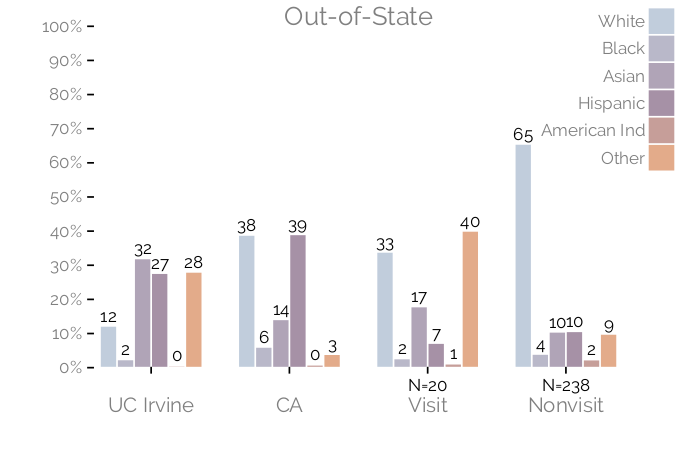 Out-of-State
White
Black
Asian
Hispanic
American Ind
Other
100%
90%
80%
70%
60%
50%
40%
30%
20%
10%
0%
12 2 32 27 0 28
38 6 14 39 0 3
33 2 17 7 1 40
65 4 10 10 2 9
N=20 N=238
UC Irvine CA Visit Nonvisit